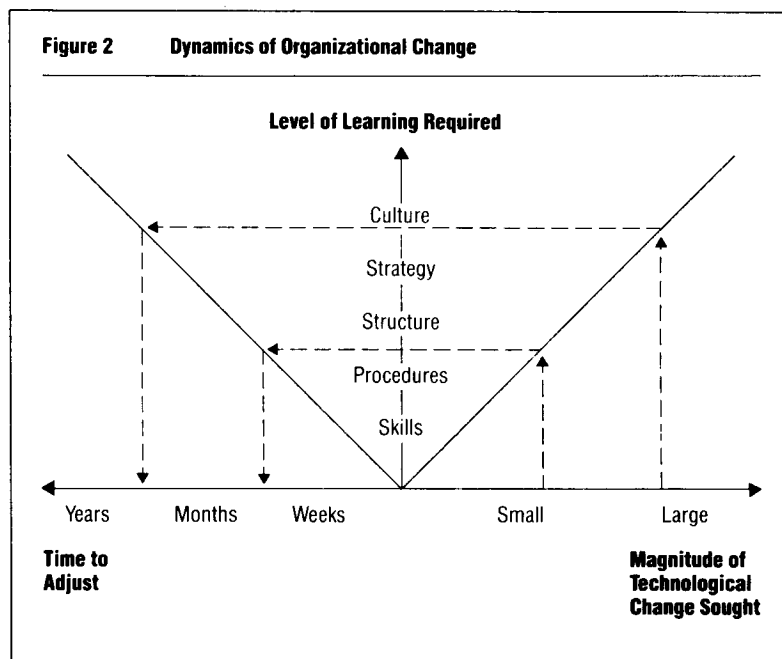 Figure 2 Dynamics of Organizational Change
Level of Learning Required
Culture
Strategy
Structure
Procedures
Skills
Years Months Weeks Small Large
Time to Adjust
Magnitude of Technological Change Sought